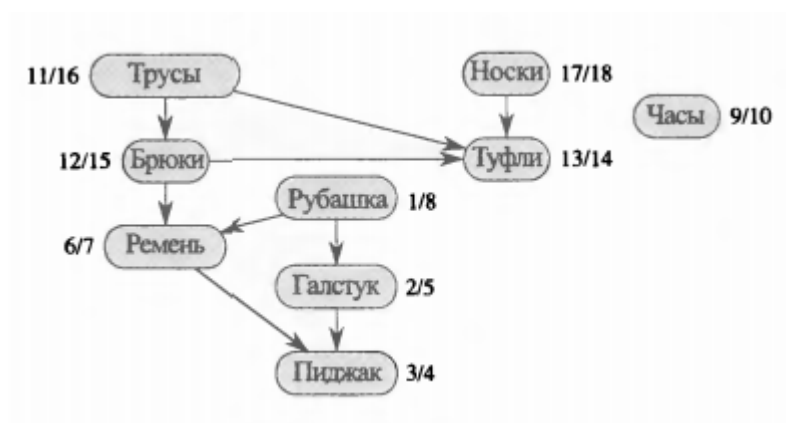 11/16 Трусы
Носки 17/18
Часы 9/10
12/15 Брюки
Туфли 13/14
Рубашка 1/8
6/7 Ремень
Галстук 2/5
Пиджак 3/4